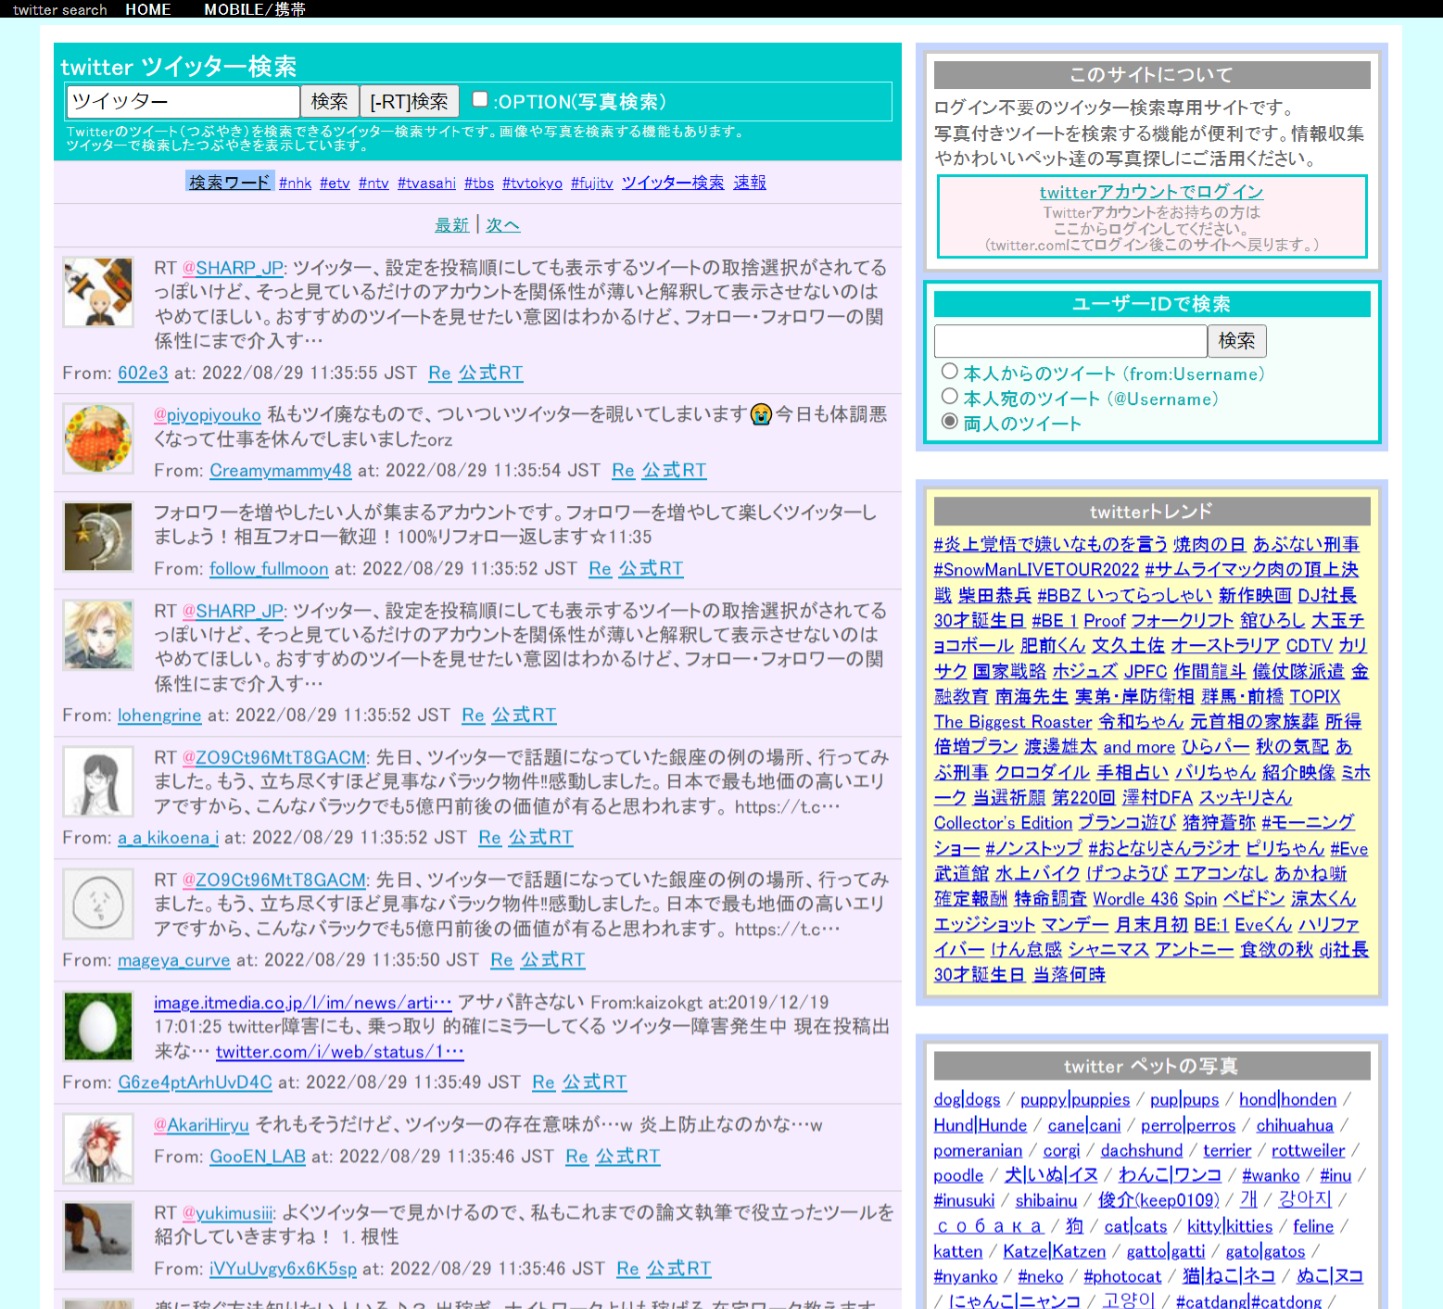 twitter search HOME MOBILE/携帯
twitter ツイッター検索
ツイッター 検索 [-RT]検索 :OPTION(写真検索)
Twitterのツイート(つぶやき)を検索できるツイッター検索サイトです。画像や写真を検索する機能もあります。
ツイッターで検索したつぶやきを表示しています。
検索ワード #nhk #etv #ntv #tvasahi #tbs #tvtokyo #fujitv ツイッター検索 速報
最新 | 次へ
RT @SHARP_JP: ツイッター、設定を投稿順にしても表示するツイートの取捨選択がされてる
っぽいけど、そっと見ているだけのアカウントを関係性が薄いと解釈して表示させないのは
やめてほしい。おすすめのツイートを見せたい意図はわかるけど、フォロー・フォロワーの関
係性にまで介入す…
From: 602e3 at: 2022/08/29 11:35:55 JST Re 公式RT
@piyopiyouko 私もツイ廃なもので、ついついツイッターを覗いてしまいます😭今日も体調悪
くなって仕事を休んでしまいましたorz
From: Creamymammy48 at: 2022/08/29 11:35:54 JST Re 公式RT
フォロワーを増やしたい人が集まるアカウントです。フォロワーを増やして楽しくツイッターし
ましょう！相互フォロー歓迎！100%リフォロー返します☆11:35
From: follow_fullmoon at: 2022/08/29 11:35:52 JST Re 公式RT
RT @SHARP_JP: ツイッター、設定を投稿順にしても表示するツイートの取捨選択がされてる
っぽいけど、そっと見ているだけのアカウントを関係性が薄いと解釈して表示させないのは
やめてほしい。おすすめのツイートを見せたい意図はわかるけど、フォロー・フォロワーの関
係性にまで介入す…
From: lohengrine at: 2022/08/29 11:35:52 JST Re 公式RT
RT @ZO9Ct96MtT8GACM: 先日、ツイッターで話題になっていた銀座の例の場所、行ってみ
ました。もう、立ち尽くすほど見事なバラック物件‼感動しました。日本で最も地価の高いエリ
アですから、こんなバラックでも5億円前後の価値が有ると思われます。 https://t.c…
From: a_a_kikoena_i at: 2022/08/29 11:35:52 JST Re 公式RT
RT @ZO9Ct96MtT8GACM: 先日、ツイッターで話題になっていた銀座の例の場所、行ってみ
ました。もう、立ち尽くすほど見事なバラック物件‼感動しました。日本で最も地価の高いエリ
アですから、こんなバラックでも5億円前後の価値が有ると思われます。 https://t.c…
From: mageya_curve at: 2022/08/29 11:35:50 JST Re 公式RT
image.itmedia.co.jp/l/im/news/arti… アサバ許さない From:kaizokgt at:2019/12/19
17:01:25 twitter障害にも、乗っ取り 的確にミラーしてくる ツイッター障害発生中 現在投稿出
来な… twitter.com/i/web/status/1…
From: G6ze4ptArhUvD4C at: 2022/08/29 11:35:49 JST Re 公式RT
@AkariHiryu それもそうだけど、ツイッターの存在意味が…w 炎上防止なのかな…w
From: GooEN_LAB at: 2022/08/29 11:35:46 JST Re 公式RT
RT @yukimusiii: よくツイッターで見かけるので、私もこれまでの論文執筆で役立ったツールを
紹介していきますね！ 1. 根性
From: iVYuUvgy6x6K5sp at: 2022/08/29 11:35:46 JST Re 公式RT
このサイトについて
ログイン不要のツイッター検索専用サイトです。
写真付きツイートを検索する機能が便利です。情報収集
やかわいいペット達の写真探しにご活用ください。
twitterアカウントでログイン
Twitterアカウントをお持ちの方は
ここからログインしてください。
(twitter.comにてログイン後このサイトへ戻ります。)
ユーザーIDで検索
検索
本人からのツイート (from:Username)
本人宛のツイート (@Username)
両人のツイート
twitterトレンド
#炎上覚悟で嫌いなものを言う 焼肉の日 あぶない刑事
#SnowManLIVETOUR2022 #サムライマック肉の頂上決
戦 柴田恭兵 #BBZ いってらっしゃい 新作映画 DJ社長
30才誕生日 #BE 1 Proof フォークリフト 舘ひろし 大玉チ
ョコボール 肥前くん 文久土佐 オーストラリア CDTV カリ
サク 国家戦略 ホジュズ JPFC 作間龍斗 儀仗隊派遣 金
融教育 南海先生 実弟・岸防衛相 群馬・前橋 TOPIX
The Biggest Roaster 令和ちゃん 元首相の家族葬 所得
倍増プラン 渡邊雄太 and more ひらパー 秋の気配 あ
ぶ刑事 クロコダイル 手相占い バリちゃん 紹介映像 ミホ
ーク 当選祈願 第220回 澤村DFA スッキリさん
Collector's Edition ブランコ遊び 猪狩蒼弥 #モーニング
ショー #ノンストップ #おとなりさんラジオ ピリちゃん #Eve
武道館 水上バイク げつようび エアコンなし あかね噺
確定報酬 特命調査 Wordle 436 Spin ベビドン 涼太くん
エッジショット マンデー 月末月初 BE:1 Eveくん ハリファ
イバー けん怠感 シャニマス アントニー 食欲の秋 dj社長
30才誕生日 当落何時
twitter ペットの写真
dog|dogs / puppy|puppies / pup|pups / hond|honden /
Hund|Hunde / cane|cani / perro|perros / chihuahua /
pomeranian / corgi / dachshund / terrier / rottweiler /
poodle / 犬|いぬ|イヌ / わんこ|ワンコ / #wanko / #inu /
#inusuki / shibainu / 俊介(keep0109) / 개 / 강아지 /
собака / 狗 / cat|cats / kitty|kitties / feline /
katten / Katze|Katzen / gatto|gatti / gato|gatos /
#nyanko / #neko / #photocat / 猫|ねこ|ネコ / ぬこ|ヌコ
/ にゃんこ|ニャンコ / 고양이 / #catdang|#catdong /